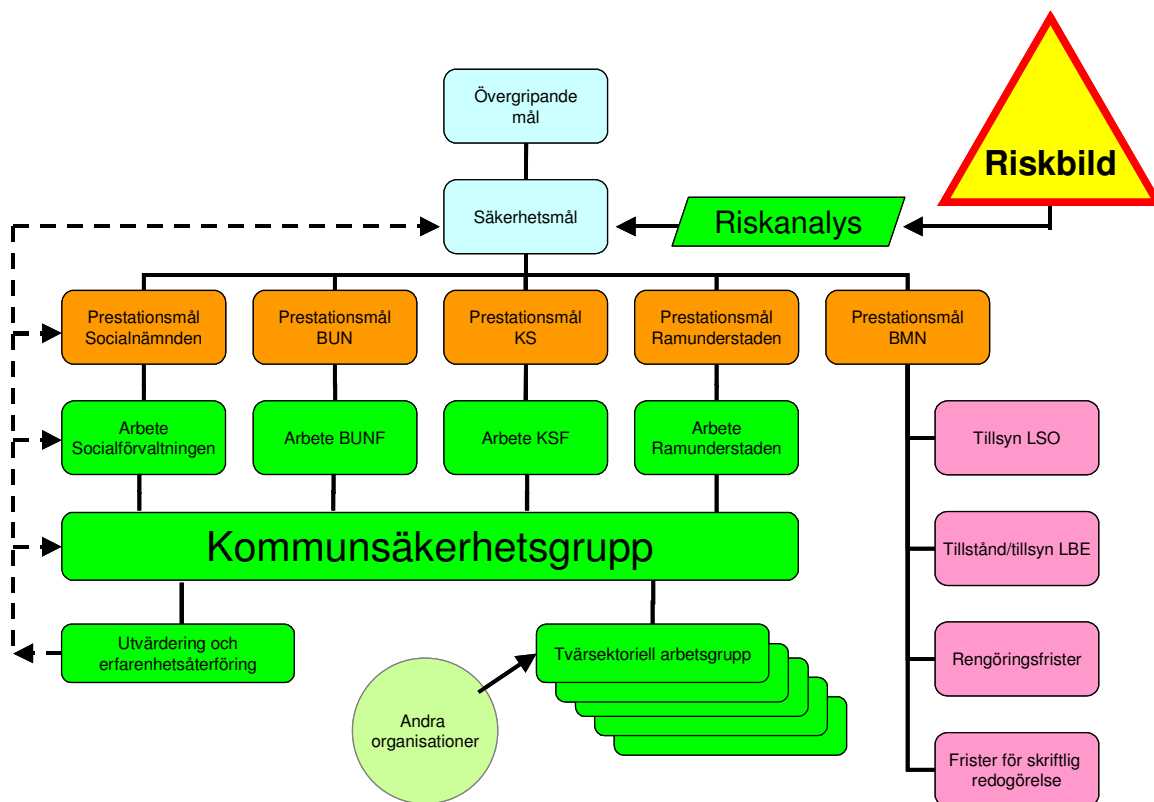 Övergripande
mål
Riskbild
Säkerhetsmål
Riskanalys
Prestationsmål
Socialnämnden
Prestationsmål
BUN
Prestationsmål
KS
Prestationsmål
Ramunderstaden
Prestationsmål
BMN
Arbete
Socialförvaltningen
Arbete BUNF
Arbete KSF
Arbete
Ramunderstaden
Tillsyn LSO
Kommunsäkerhetsgrupp
Tillstånd/tillsyn LBE
Utvärdering och
erfarenhetsåterföring
Tvärsektoriell arbetsgrupp
Rengöringsfrister
Andra
organisationer
Frister för skriftlig
redogörelse